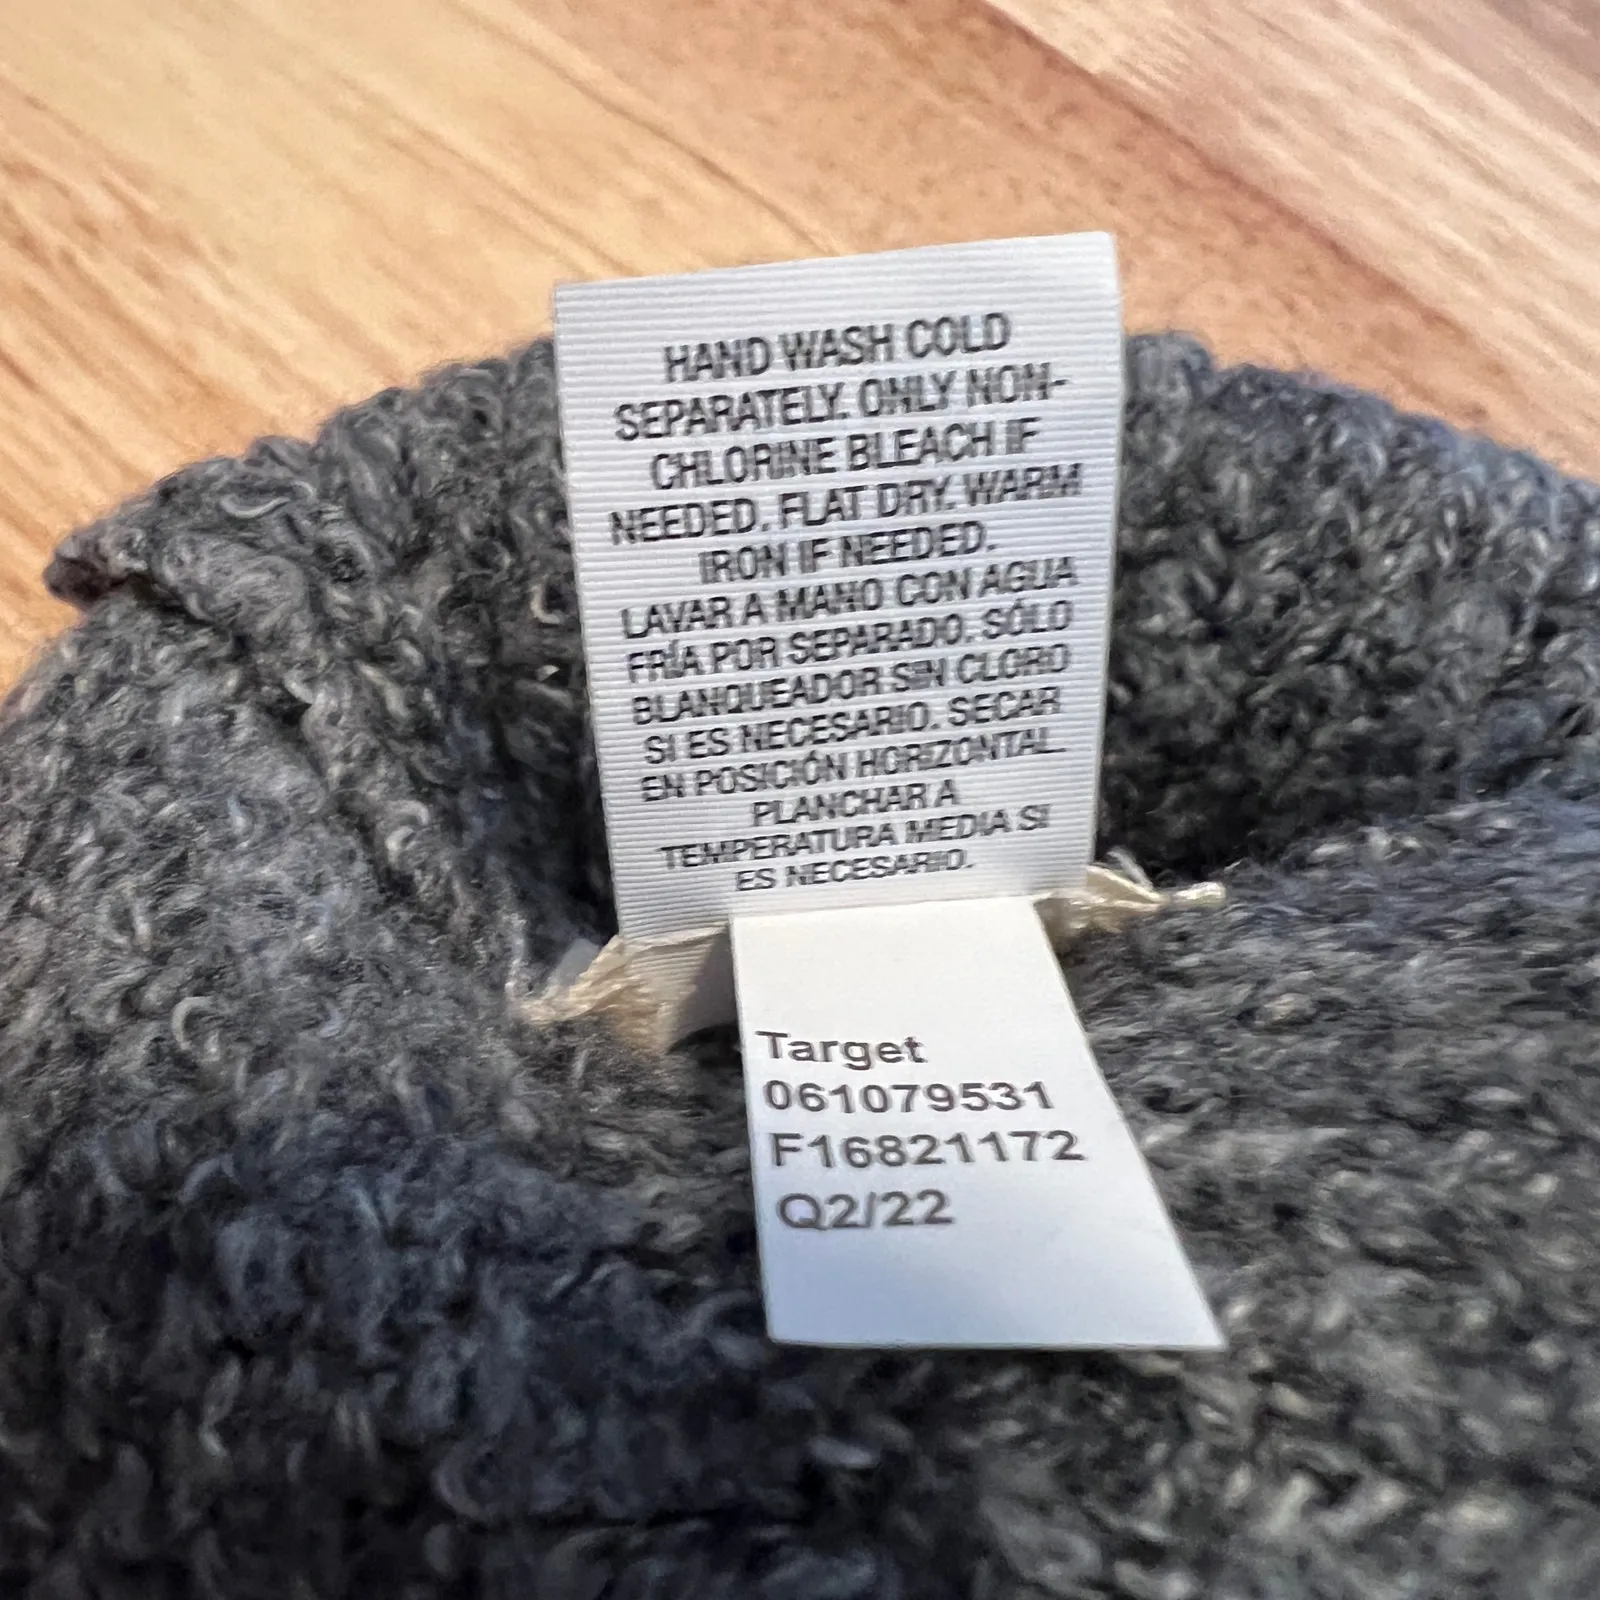 HAND WASH COLD
SEPARATELY. ONLY NON-
CHLORINE BLEACH IF
NEEDED. FLAT DRY. WARM
IRON IF NEEDED.
LAVAR A MANO CON AGUA
FRÍA POR SEPARADO. SÓLO
BLANQUEADOR SIN CLORO
SI ES NECESARIO. SECAR
EN POSICIÓN HORIZONTAL.
PLANCHAR A
TEMPERATURA MEDIA SI
ES NECESARIO.
Target
061079531
F16821172
Q2/22